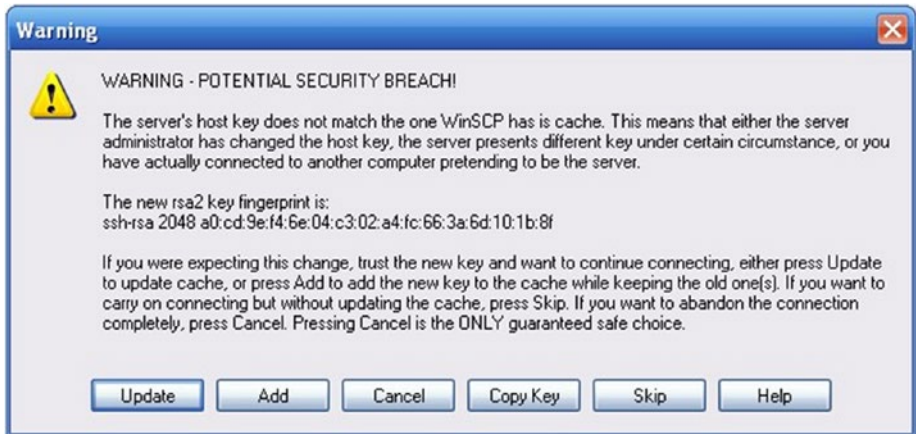 Warning
WARNING - POTENTIAL SECURITY BREACH!
The server's host key does not match the one WinSCP has is cache. This means that either the server
administrator has changed the host key, the server presents different key under certain circumstance, or you
have actually connected to another computer pretending to be the server.
The new rsa2 key fingerprint is:
ssh-rsa 2048 a0:cd:9e:f4:6e:04:c3:02:a4:fc:66:3a:6d:10:1b:8f
If you were expecting this change, trust the new key and want to continue connecting, either press Update
to update cache, or press Add to add the new key to the cache while keeping the old one(s). If you want to
carry on connecting but without updating the cache, press Skip. If you want to abandon the connection
completely, press Cancel. Pressing Cancel is the ONLY guaranteed safe choice.
Update Add Cancel Copy Key Skip Help